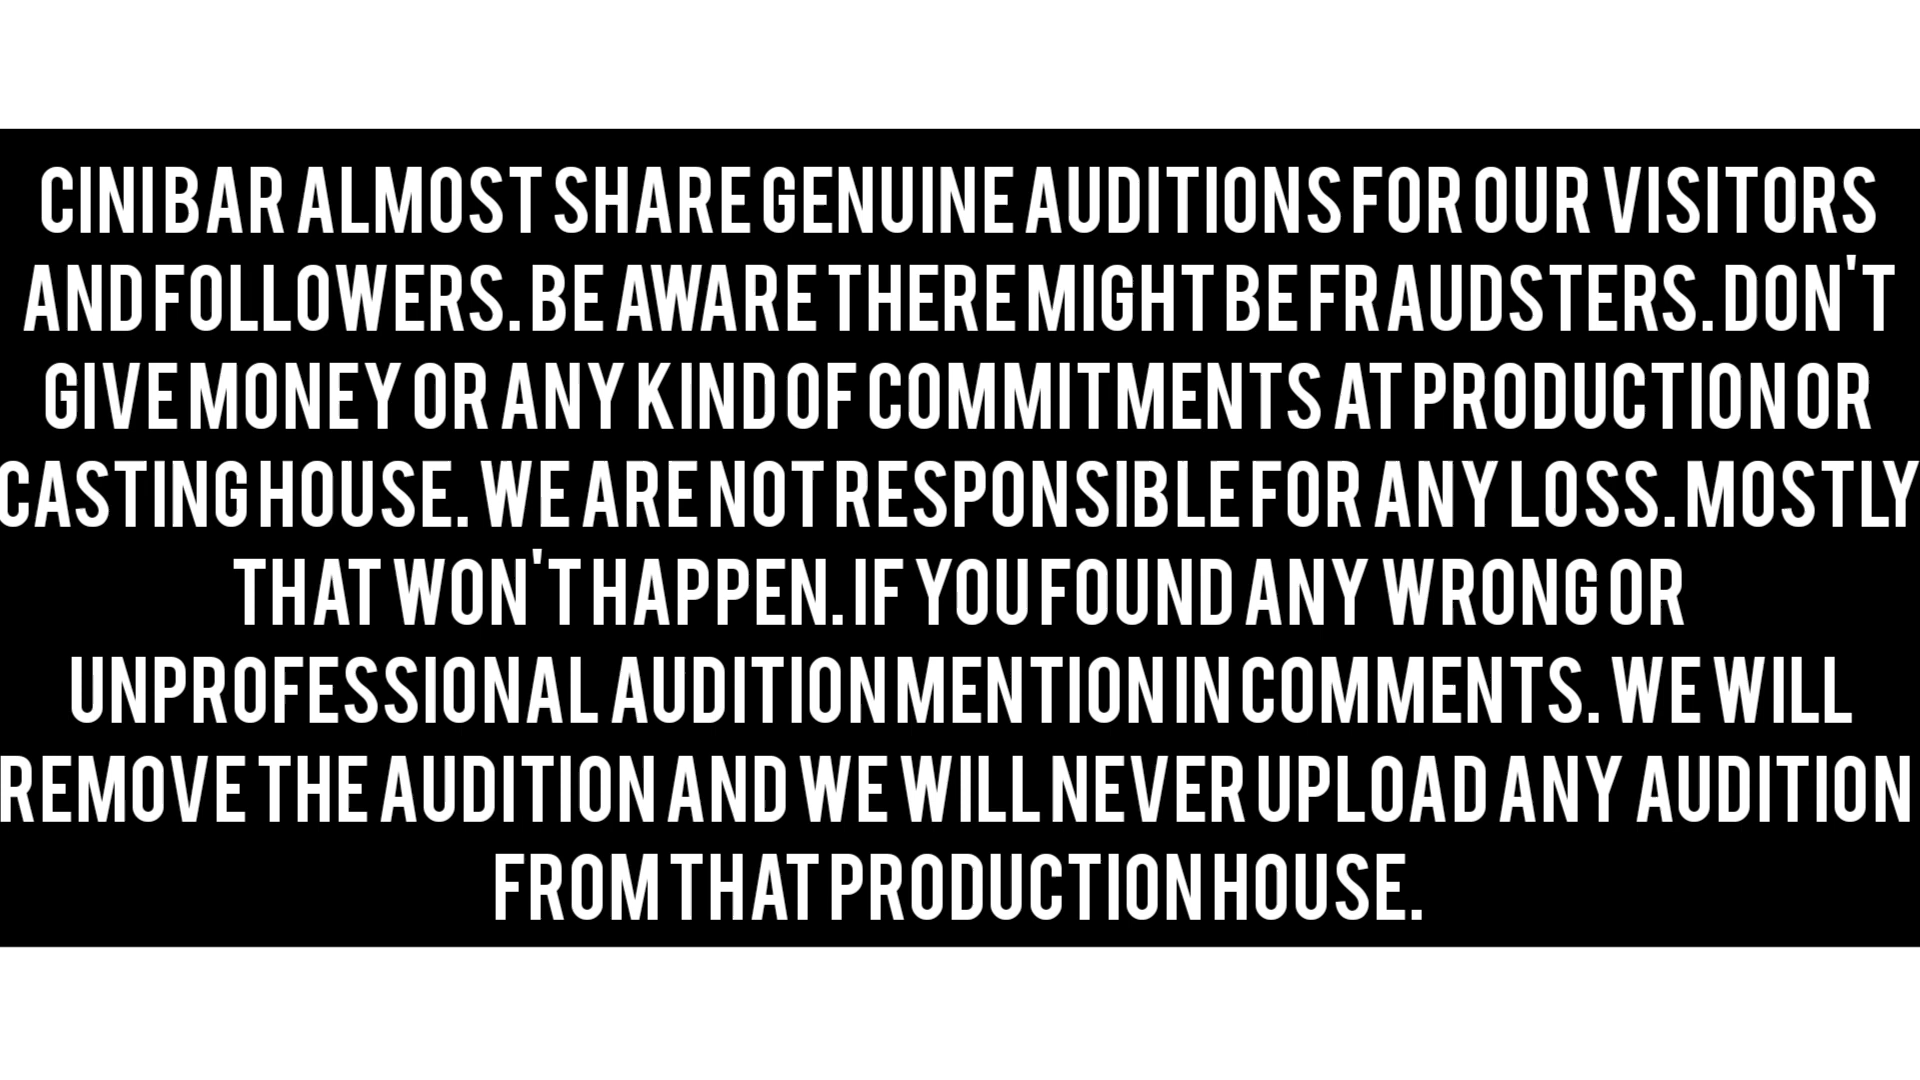 CINIBAR ALMOST SHARE GENUINE AUDITIONS FOR OUR VISITORS
AND FOLLOWERS. BE AWARE THERE MIGHT BE FRAUDSTERS. DON'T
GIVE MONEY OR ANY KIND OF COMMITMENTS AT PRODUCTION OR
CASTING HOUSE. WE ARE NOT RESPONSIBLE FOR ANY LOSS. MOSTLY
THAT WON'T HAPPEN. IF YOU FOUND ANY WRONG OR
UNPROFESSIONAL AUDITION MENTION IN COMMENTS. WE WILL
REMOVE THE AUDITION AND WE WILL NEVER UPLOAD ANY AUDITION
FROM THAT PRODUCTION HOUSE.